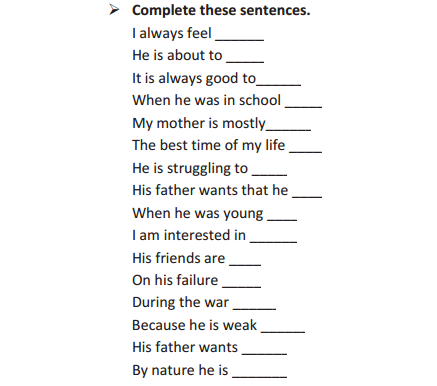 ➢ Complete these sentences.
I always feel ______
He is about to _____
It is always good to______
When he was in school _____
My mother is mostly______
The best time of my life ____
He is struggling to _____
His father wants that he ____
When he was young ____
I am interested in ______
His friends are ____
On his failure _____
During the war ______
Because he is weak ______
His father wants ______
By nature he is _______